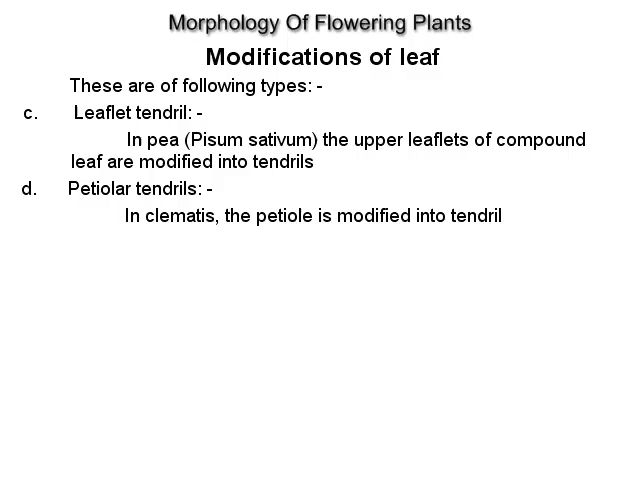 Morphology Of Flowering Plants
Modifications of leaf
These are of following types: -
c. Leaflet tendril: -
In pea (Pisum sativum) the upper leaflets of compound
leaf are modified into tendrils
d. Petiolar tendrils: -
In clematis, the petiole is modified into tendril